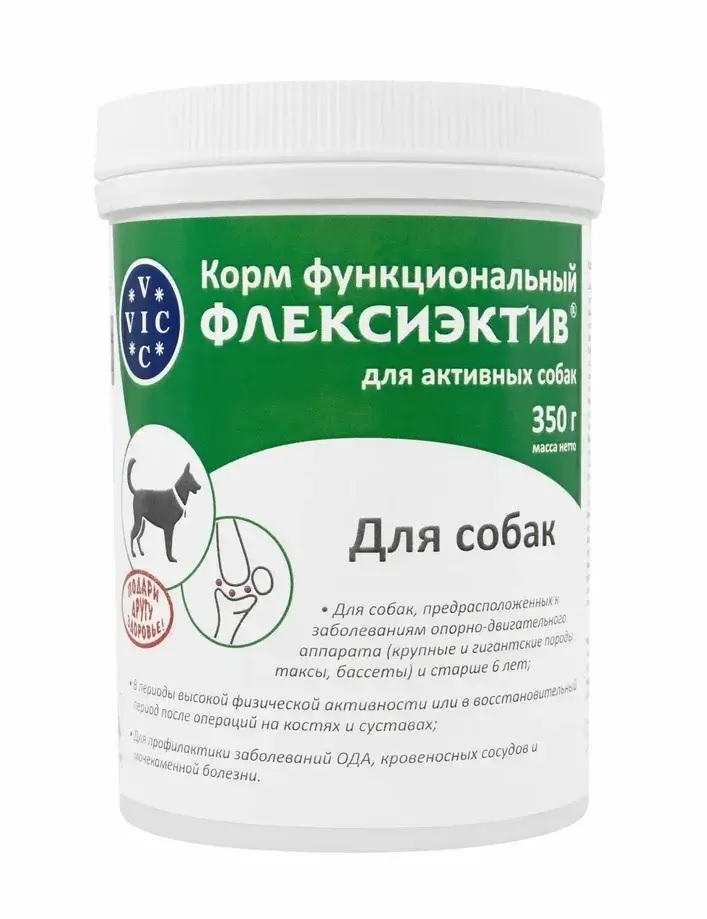 V
VIC
C
Корм функциональный
ФЛЕКСИЭКТИВ®
для активных собак
350 г
масса нетто
Для собак
ПОДАРИ
ДРУГУ
ЗДОРОВЬЕ!
• Для собак, предрасположенных к
заболеваниям опорно-двигательного
аппарата (крупные и гигантские породы
таксы, бассеты) и старше 6 лет;
• В периоды высокой физической активности или в восстановительный
период после операций на костях и суставах;
• Для профилактики заболеваний ОДА, кровеносных сосудов и
мочекаменной болезни.